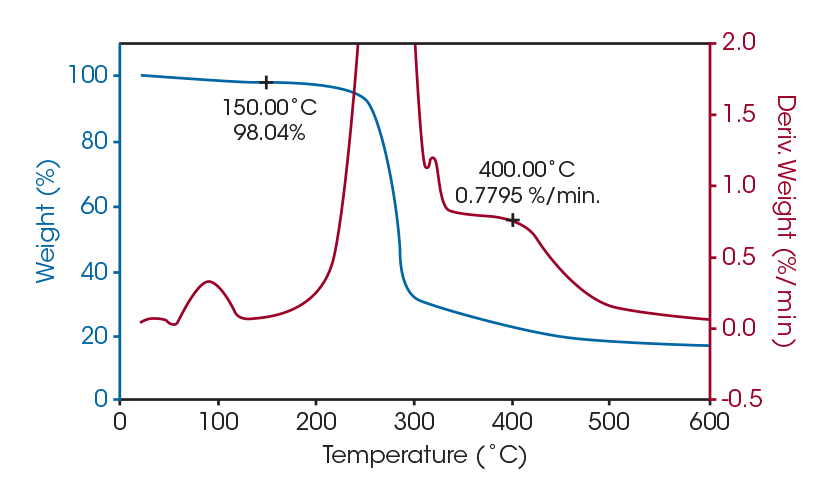 100
80
60
40
20
0
Weight (%)
150.00°C
98.04%
400.00°C
0.7795 %/min.
2.0
1.5
1.0
0.5
0.0
-0.5
Deriv. Weight (%/min)
0 100 200 300 400 500 600
Temperature (°C)